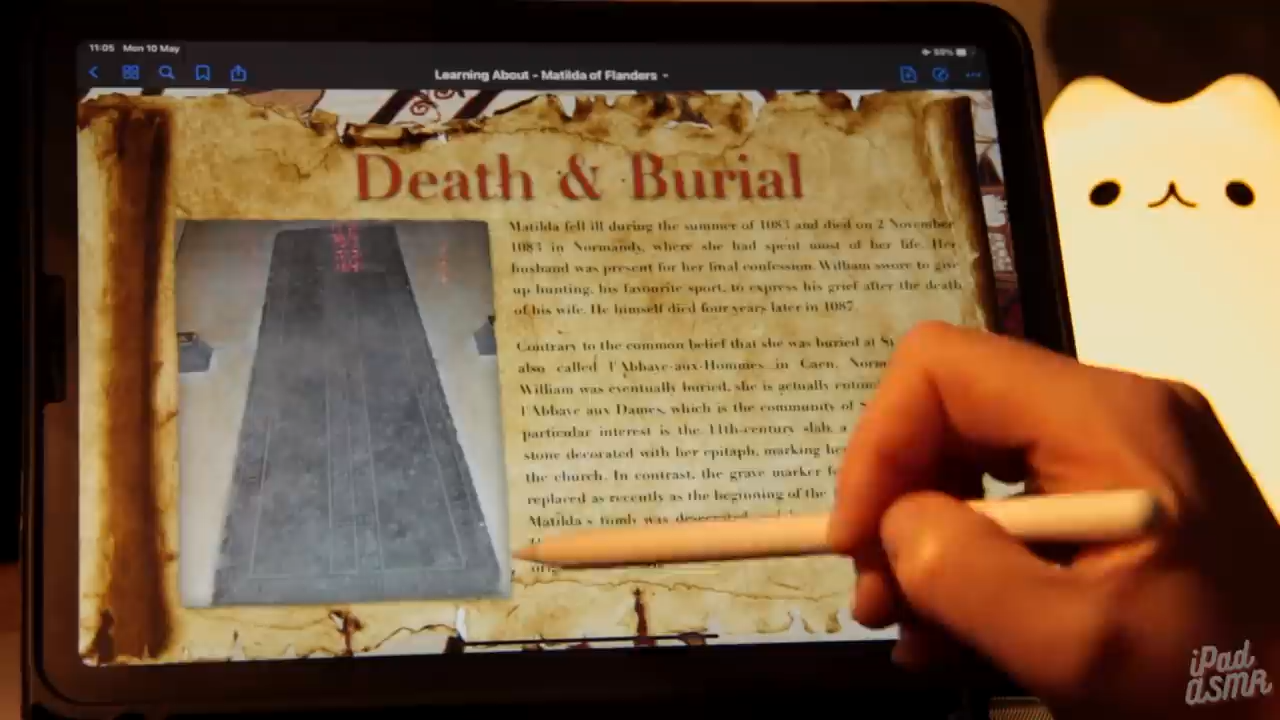 11:05 Mon 10 May
59%
Learning About - Matilda of Flanders
Death & Burial
Matilda fell ill during the summer of 1083 and died on 2 November
1083 in Normandy, where she had spent most of her life. Her
husband was present for her final confession. William swore to give
up hunting, his favourite sport, to express his grief after the death
of his wife. He himself died four years later in 1087.
Contrary to the common belief that she was buried at
also called l'Abbaye-aux-Hommes in Caen,
William was eventually buried, she is actually
l'Abbaye aux Dames, which is the community of
particular interest is the 11th-century slab, a
stone decorated with her epitaph, marking
the church. In contrast, the grave marker
replaced as recently as the beginning of the
Matilda's tomb was desecrated
iPad
asmr